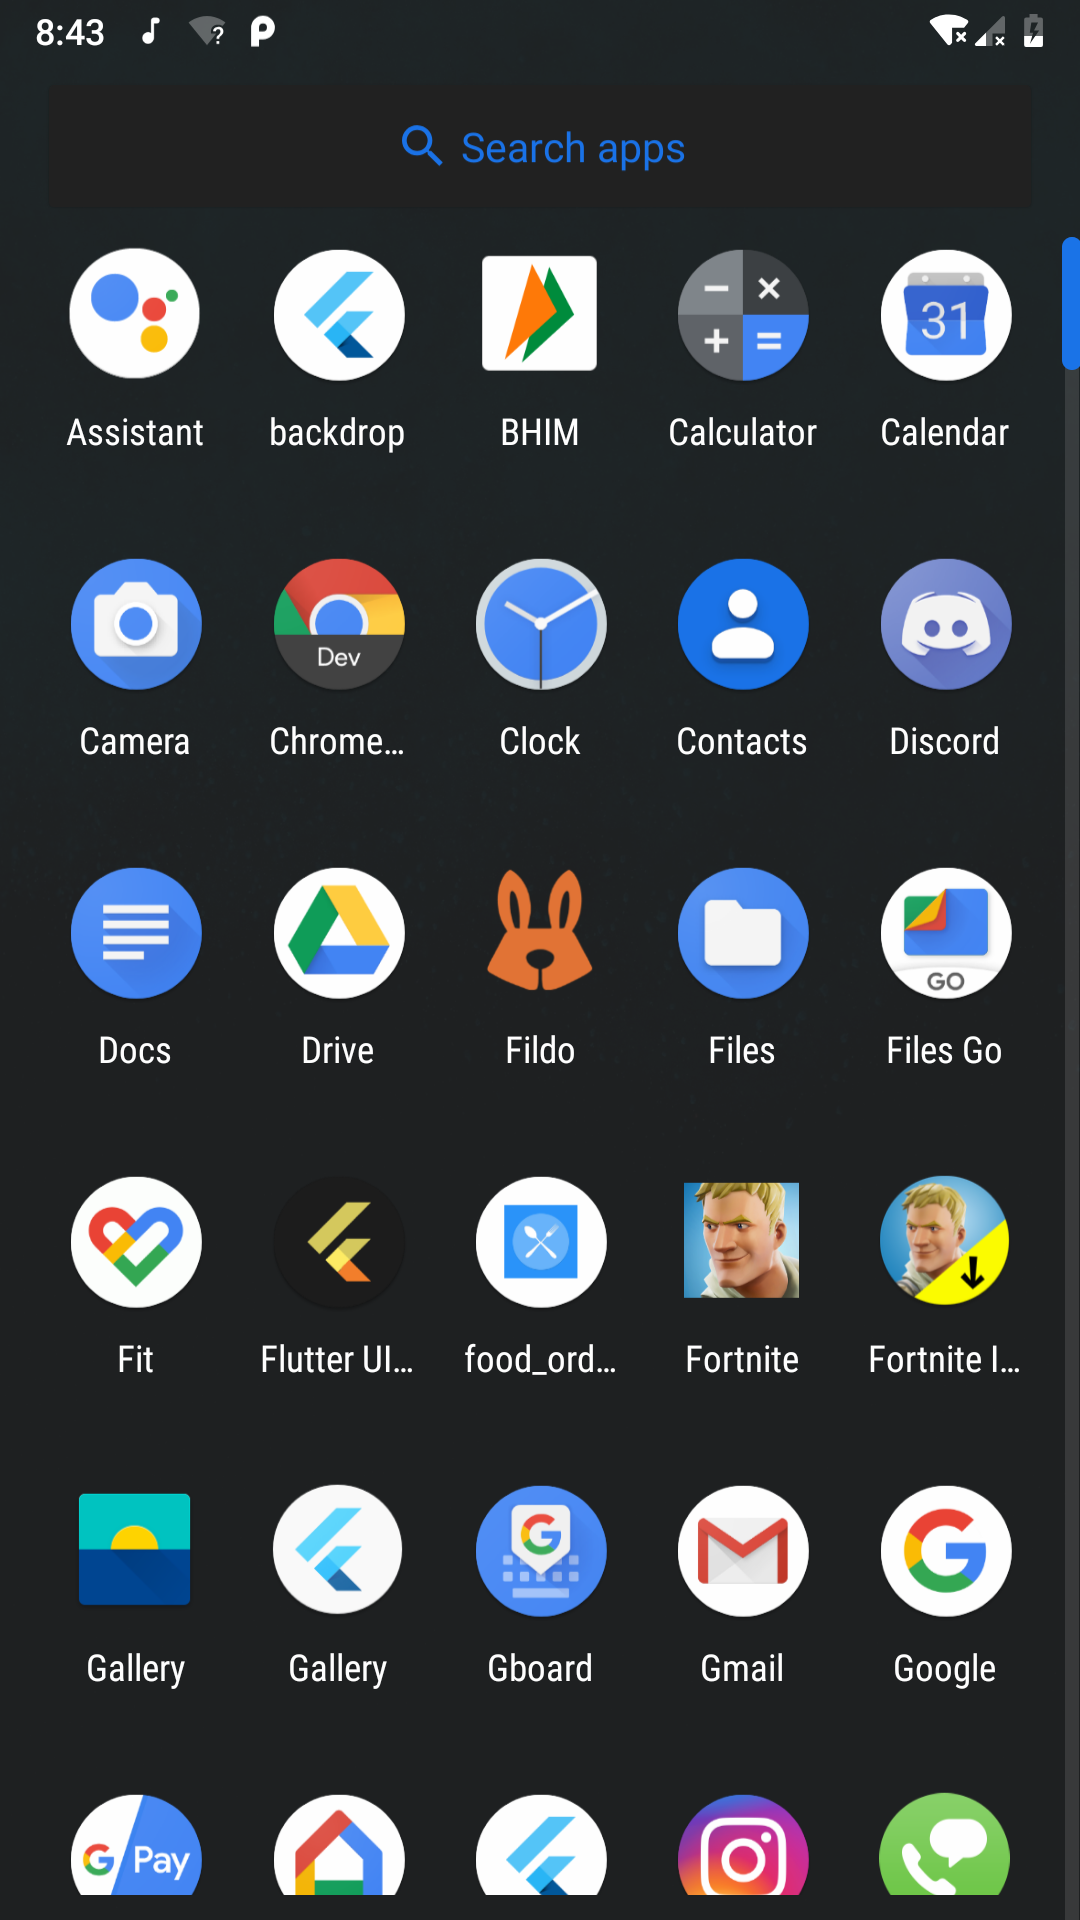 8:43
Search apps
31
Assistant backdrop BHIM Calculator Calendar
Dev
Camera Chrome... Clock Contacts Discord
GO
Docs Drive Fildo Files Files Go
Fit Flutter UI... food_ord... Fortnite Fortnite I...
Gallery Gallery Gboard Gmail Google
G Pay